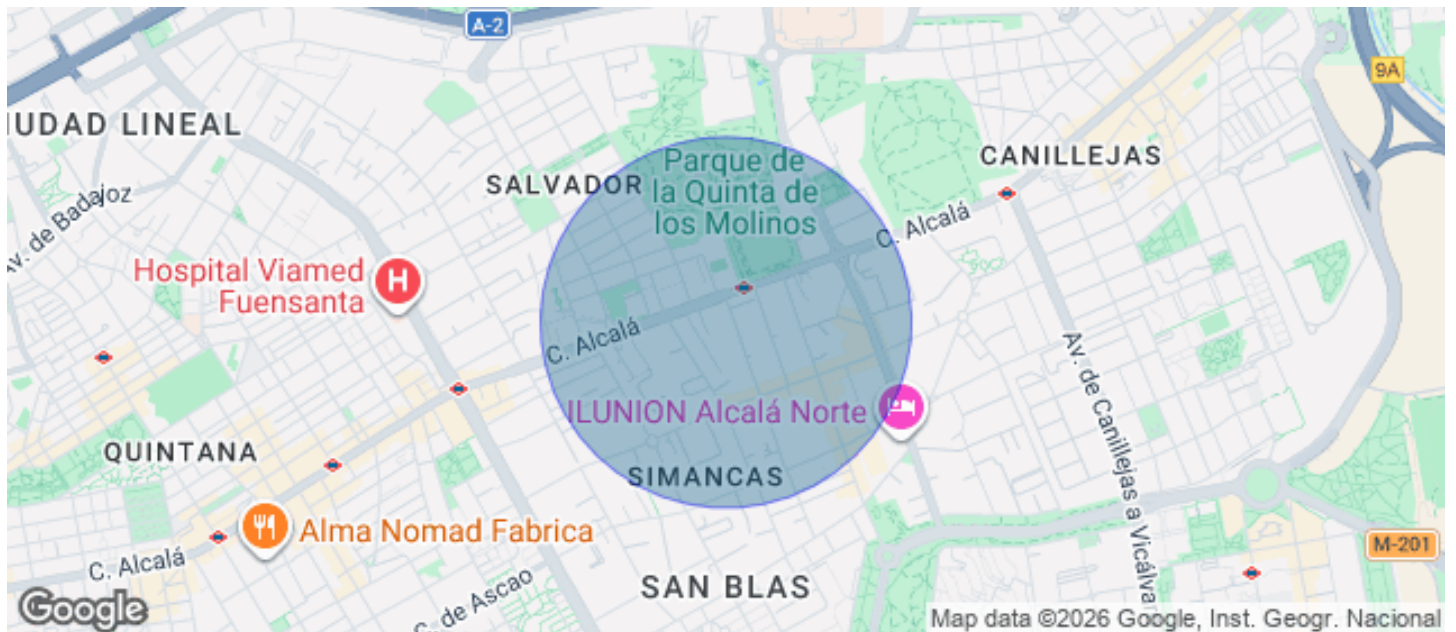 A-2
9A
IUDAD LINEAL
CANILLEJAS
Parque de
la Quinta de
los Molinos
SALVADOR
Av. de Badajoz
C. Alcalá
Hospital Viamed
Fuensanta
H
C. Alcalá
Av. de Canillejas a Vicálvar
ILUNION Alcalá Norte
QUINTANA
SIMANCAS
Alma Nomad Fabrica
M-201
C. Alcalá
SAN BLAS
C. de Ascao
Google
Map data ©2026 Google, Inst. Geogr. Nacional